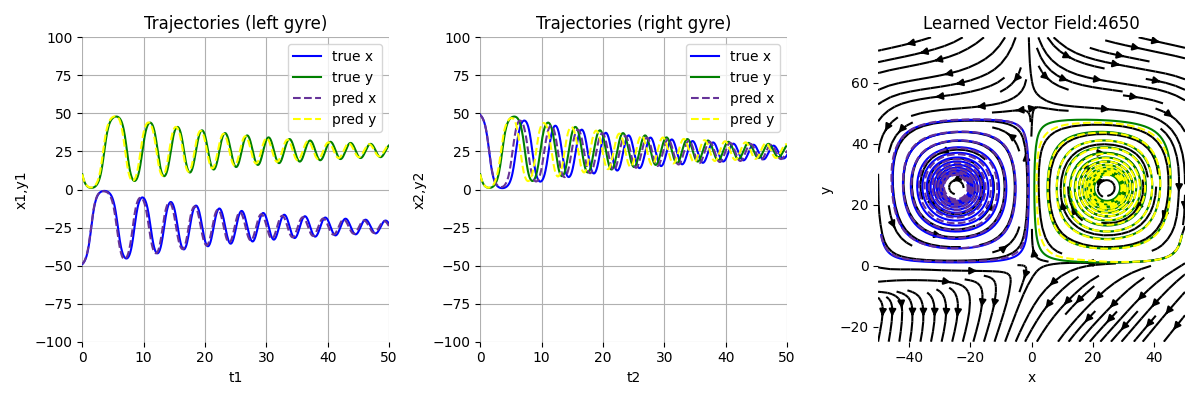 Trajectories (left gyre)
100
75
50
25
0
−25
−50
−75
−100
0 10 20 30 40 50
x1,y1
t1
true x
true y
pred x
pred y
Trajectories (right gyre)
100
75
50
25
0
−25
−50
−75
−100
0 10 20 30 40 50
x2,y2
t2
true x
true y
pred x
pred y
Learned Vector Field:4650
60
40
20
0
−20
−40 −20 0 20 40
y
x